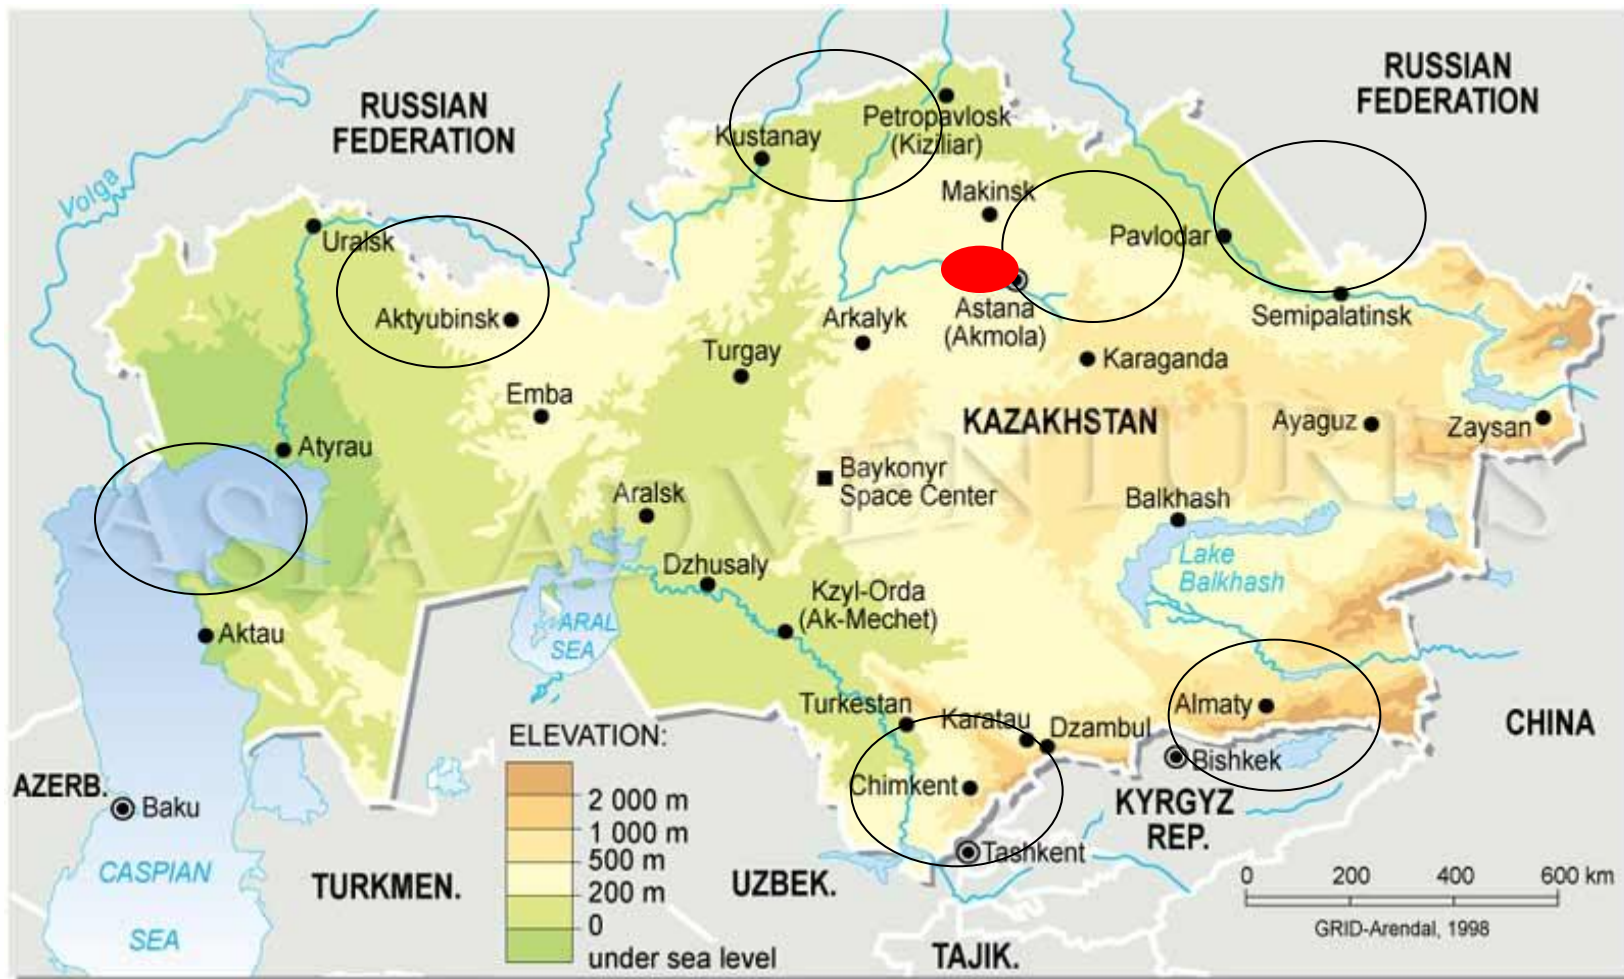 RUSSIAN
FEDERATION
RUSSIAN
FEDERATION
Volga
Petropavlosk
(Kiziliar)
Kustanay
Makinsk
Uralsk
Pavlodar
Aktyubinsk
Arkalyk
Astana
(Akmola)
Semipalatinsk
Turgay
Karaganda
Emba
KAZAKHSTAN
Ayaguz
Zaysan
Atyrau
Baykonyr
Space Center
ASIA ADVENTURES
Aralsk
Balkhash
Dzhusaly
Lake
Balkhash
Kzyl-Orda
(Ak-Mechet)
ARAL
SEA
Aktau
Turkestan
Karatau
Dzambul
Almaty
CHINA
ELEVATION:
Bishkek
AZERB.
Baku
Chimkent
KYRGYZ
REP.
2 000 m
1 000 m
500 m
200 m
0
under sea level
Tashkent
CASPIAN
SEA
TURKMEN.
UZBEK.
0 200 400 600 km
GRID-Arendal, 1998
TAJIK.